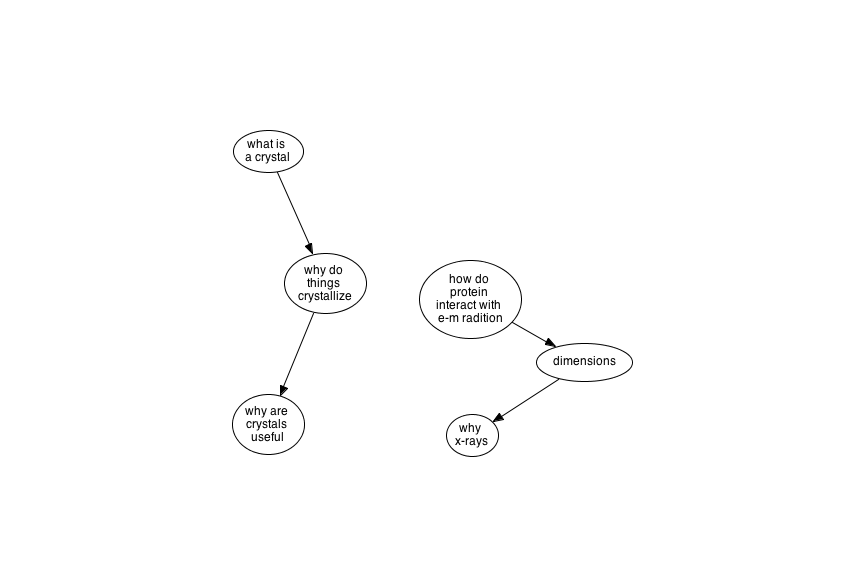 what is
a crystal
why do
things
crystallize
how do
protein
interact with
e-m radition
dimensions
why are
crystals
useful
why
x-rays